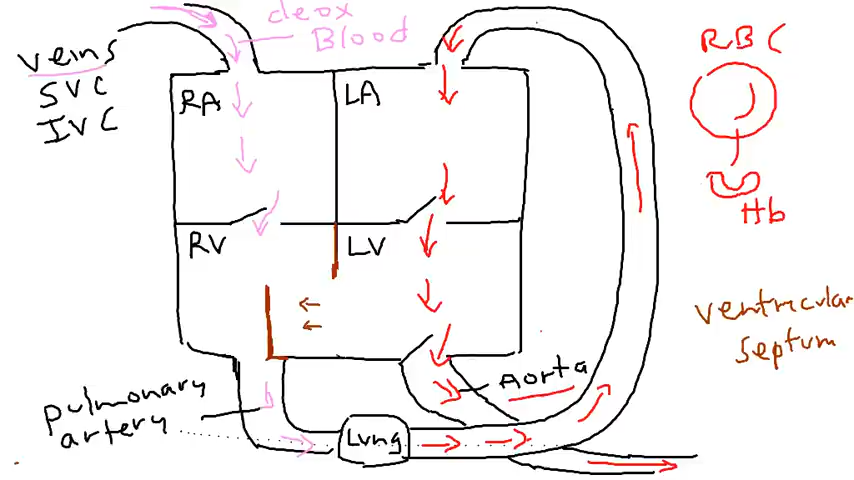 deox
Blood
veins
SVC
IVC
RA
LA
RBC
Hb
RV
LV
ventricular
septum
Aorta
pulmonary
artery
Lung